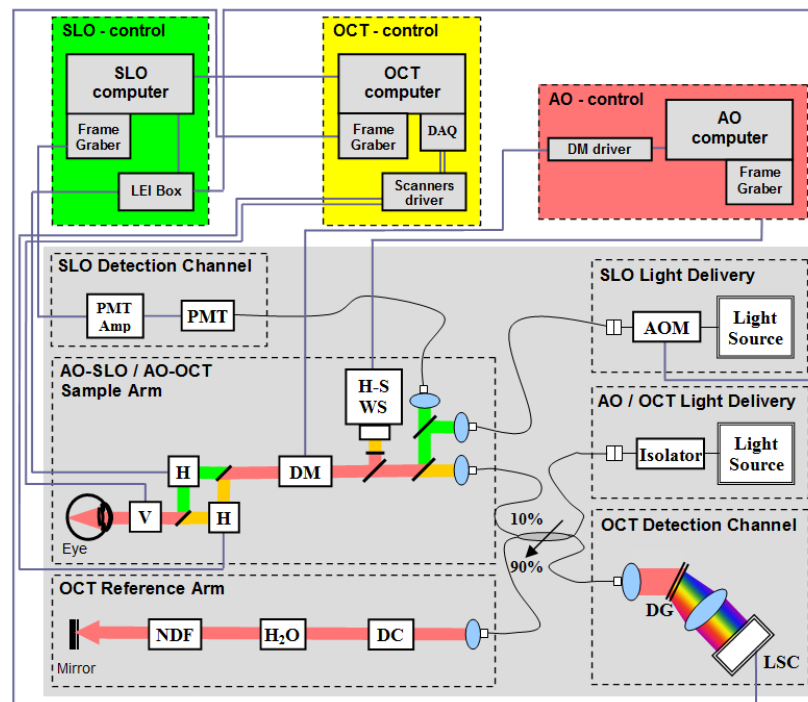 SLO - control
SLO
computer
Frame
Graber
LEI Box
OCT - control
OCT
computer
Frame
Graber
DAQ
Scanners
driver
AO - control
AO
computer
DM driver
Frame
Graber
SLO Detection Channel
PMT
Amp
PMT
SLO Light Delivery
AOM
Light
Source
AO-SLO / AO-OCT
Sample Arm
H-S
WS
H
DM
V
H
Eye
AO / OCT Light Delivery
Isolator
Light
Source
10%
90%
OCT Detection Channel
DG
LSC
OCT Reference Arm
NDF
H₂O
DC
Mirror